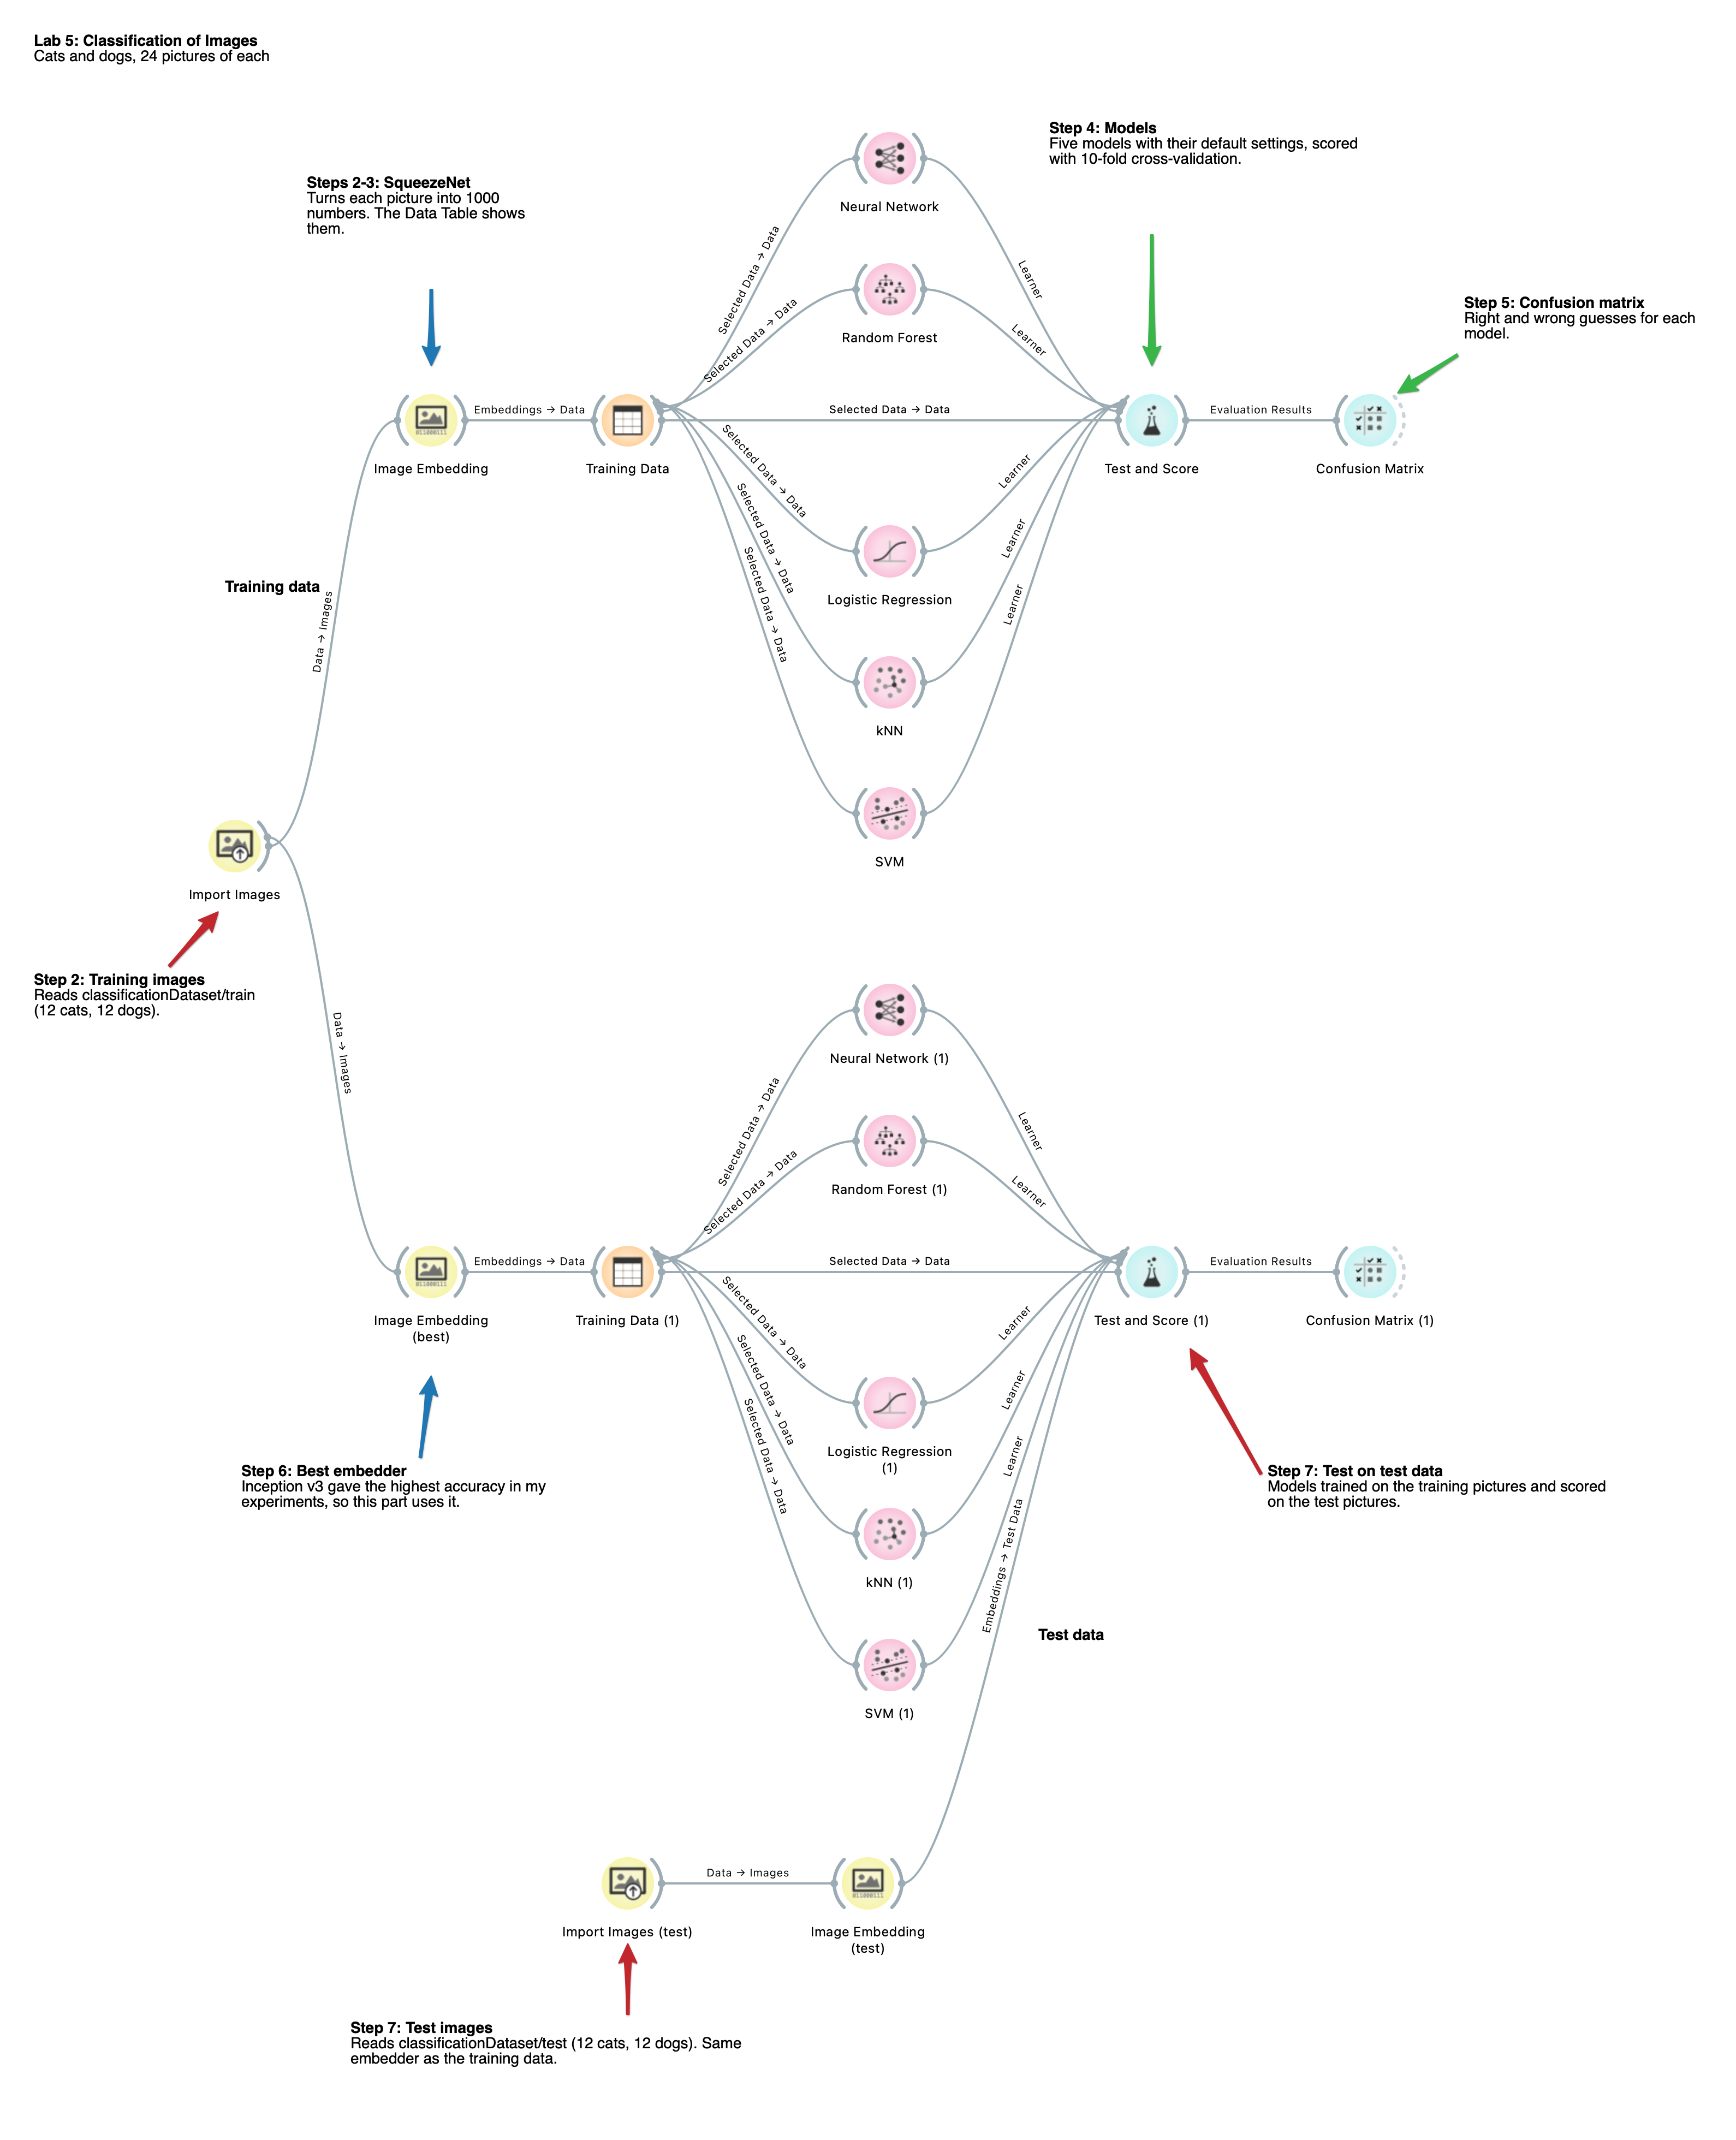 Lab 5: Classification of Images
Cats and dogs, 24 pictures of each
Step 4: Models
Five models with their default settings, scored
with 10-fold cross-validation.
Steps 2-3: SqueezeNet
Turns each picture into 1000
numbers. The Data Table shows
them.
Neural Network
Selected Data → Data
Learner
Step 5: Confusion matrix
Right and wrong guesses for each
model.
Random Forest
Selected Data → Data
Learner
Embeddings → Data
Selected Data → Data
Evaluation Results
Image Embedding
Training Data
Test and Score
Confusion Matrix
Selected Data → Data
Learner
Selected Data → Data
Learner
Selected Data → Data
Learner
Training data
Data → Images
Logistic Regression
kNN
SVM
Import Images
Step 2: Training images
Reads classificationDataset/train
(12 cats, 12 dogs).
Data → Images
Neural Network (1)
Selected Data → Data
Learner
Random Forest (1)
Selected Data → Data
Learner
Embeddings → Data
Selected Data → Data
Evaluation Results
Image Embedding
(best)
Training Data (1)
Test and Score (1)
Confusion Matrix (1)
Selected Data → Data
Learner
Selected Data → Data
Learner
Selected Data → Data
Learner
Logistic Regression
(1)
Step 6: Best embedder
Inception v3 gave the highest accuracy in my
experiments, so this part uses it.
Step 7: Test on test data
Models trained on the training pictures and scored
on the test pictures.
Embeddings → Test Data
kNN (1)
Test data
SVM (1)
Data → Images
Import Images (test)
Image Embedding
(test)
Step 7: Test images
Reads classificationDataset/test (12 cats, 12 dogs). Same
embedder as the training data.